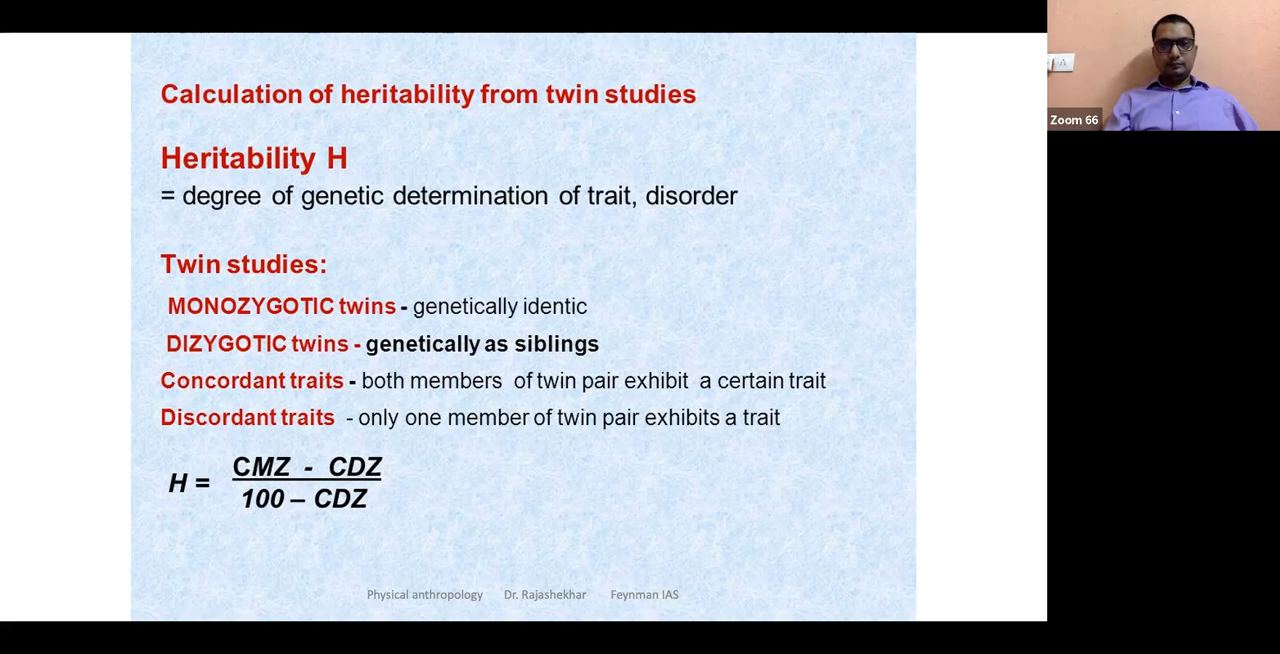 Calculation of heritability from twin studies
Heritability H
= degree of genetic determination of trait, disorder
Twin studies:
MONOZYGOTIC twins - genetically identic
DIZYGOTIC twins - genetically as siblings
Concordant traits - both members of twin pair exhibit a certain trait
Discordant traits - only one member of twin pair exhibits a trait
H = CMZ - CDZ
100 – CDZ
Physical anthropology Dr. Rajashekhar Feynman IAS
Zoom 66